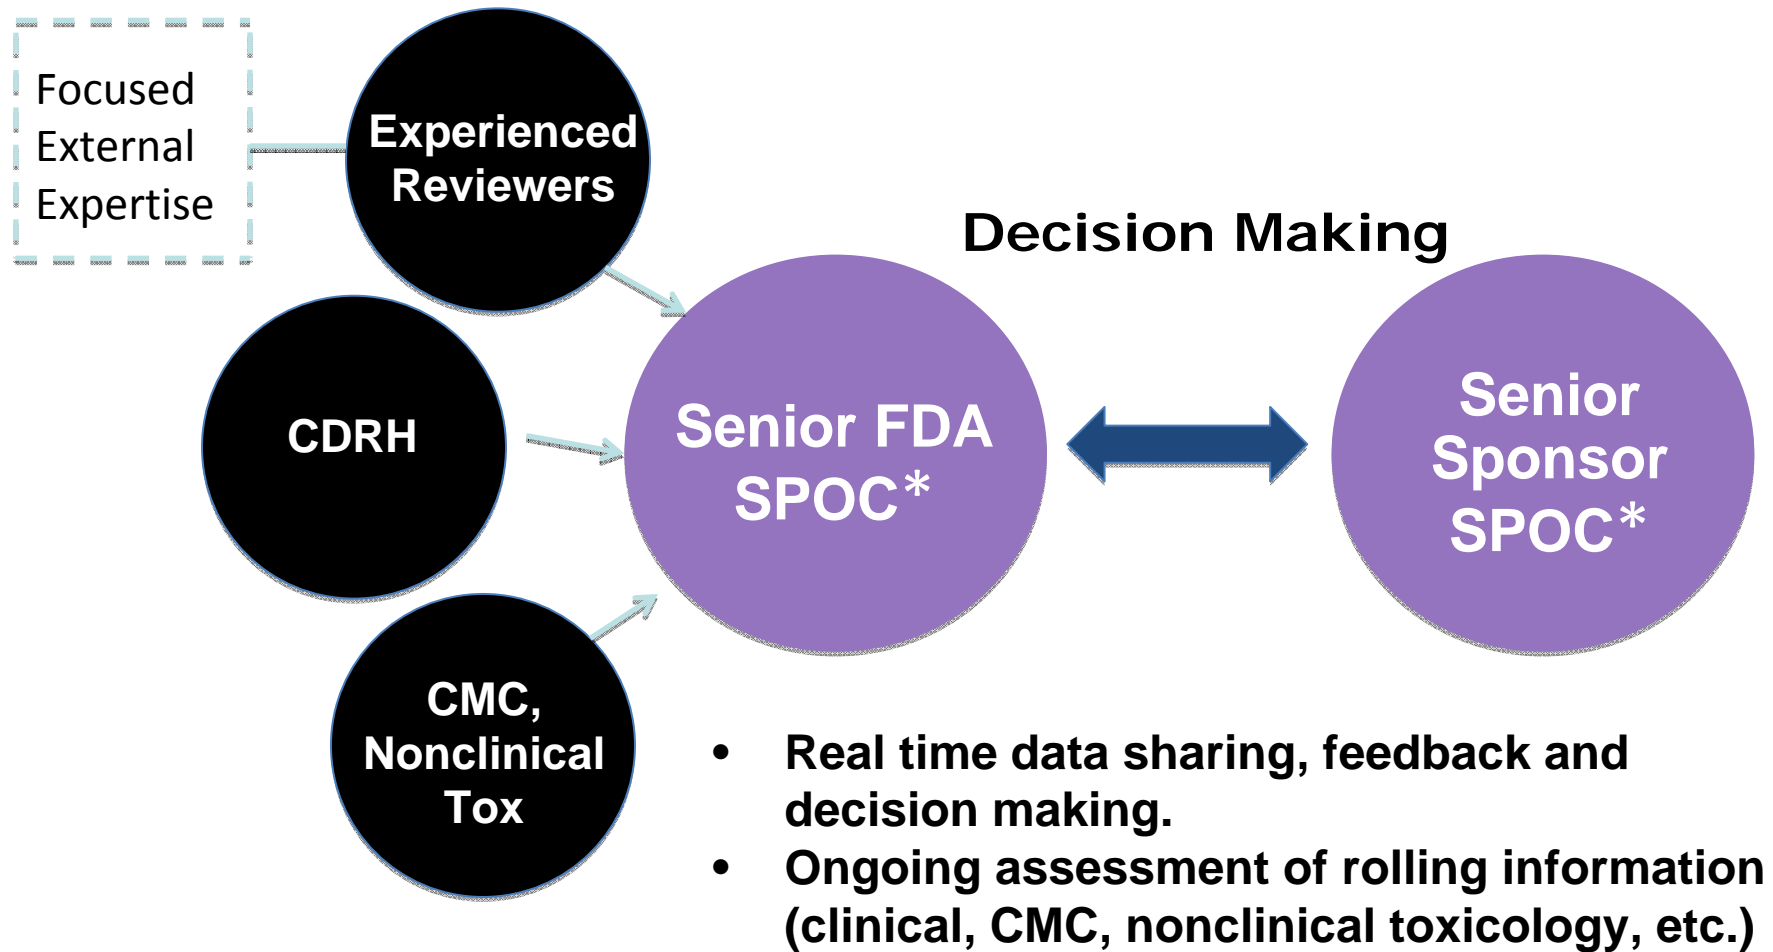 Focused
External
Expertise
Experienced
Reviewers
Decision Making
CDRH
Senior FDA
SPOC*
Senior
Sponsor
SPOC*
CMC,
Nonclinical
Tox
• Real time data sharing, feedback and
decision making.
• Ongoing assessment of rolling information
(clinical, CMC, nonclinical toxicology, etc.)